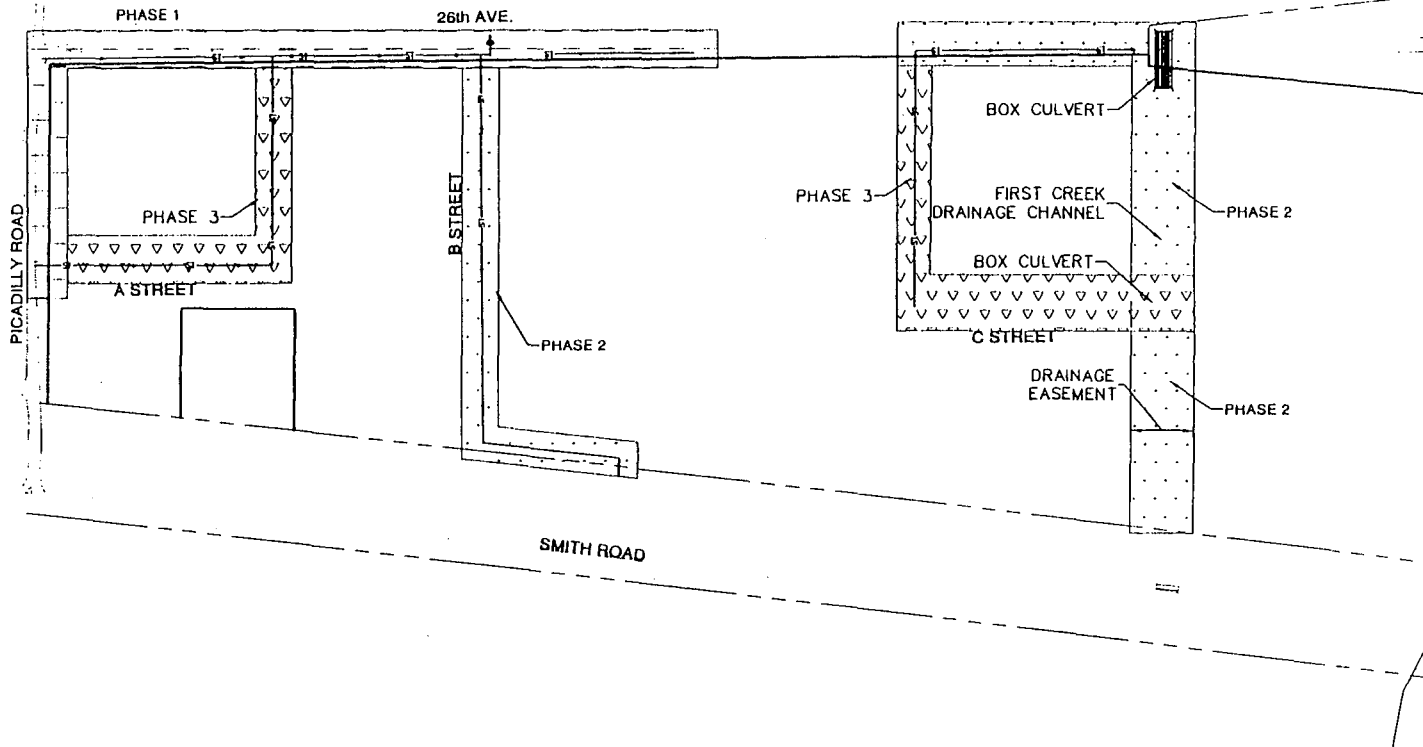 PHASE 1
26th AVE.
BOX CULVERT
PICADILLY ROAD
PHASE 3
B STREET
PHASE 3
FIRST CREEK
DRAINAGE CHANNEL
PHASE 2
BOX CULVERT
A STREET
C STREET
PHASE 2
DRAINAGE
EASEMENT
PHASE 2
SMITH ROAD